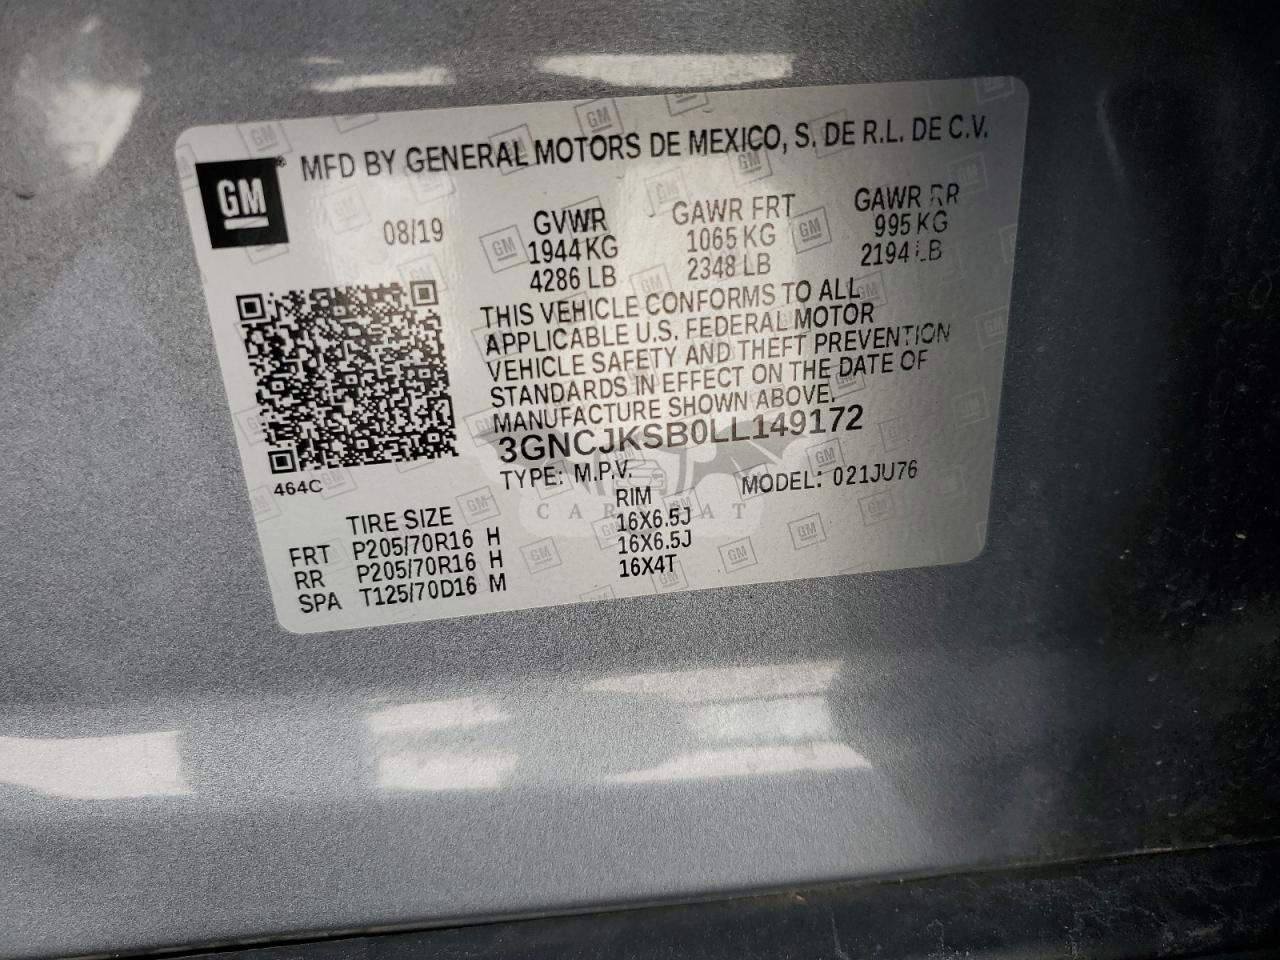 GM
MFD BY GENERAL MOTORS DE MEXICO, S. DE R.L. DE C.V.
08/19
GVWR GAWR FRT GAWR RR
1944 KG 1065 KG 995 KG
4286 LB 2348 LB 2194 LB
THIS VEHICLE CONFORMS TO ALL
APPLICABLE U.S. FEDERAL MOTOR
VEHICLE SAFETY AND THEFT PREVENTION
STANDARDS IN EFFECT ON THE DATE OF
MANUFACTURE SHOWN ABOVE.
3GNCJKSB0LL149172
TYPE: M.P.V. MODEL: 021JU76
464C
TIRE SIZE RIM
FRT P205/70R16 H 16X6.5J
RR P205/70R16 H 16X6.5J
SPA T125/70D16 M 16X4T